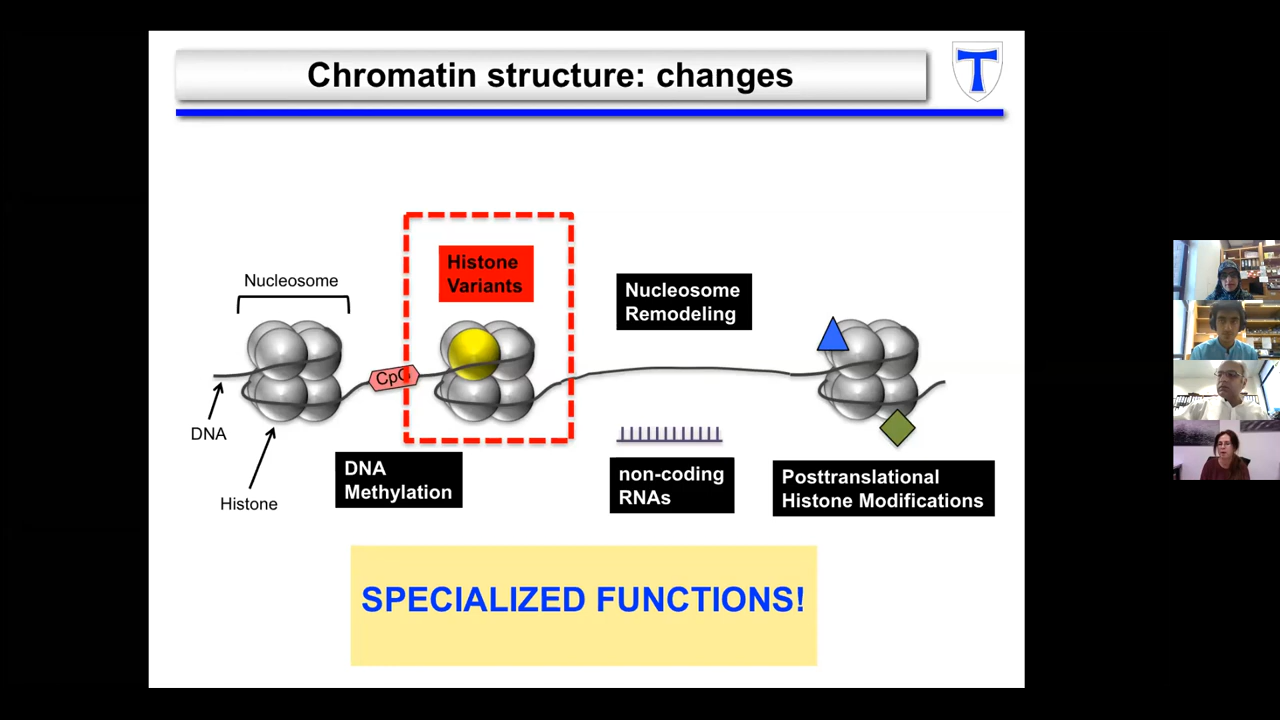 Chromatin structure: changes
T
Histone
Variants
Nucleosome
Nucleosome
Remodeling
CpG
DNA
Histone
DNA
Methylation
non-coding
RNAs
Posttranslational
Histone Modifications
SPECIALIZED FUNCTIONS!